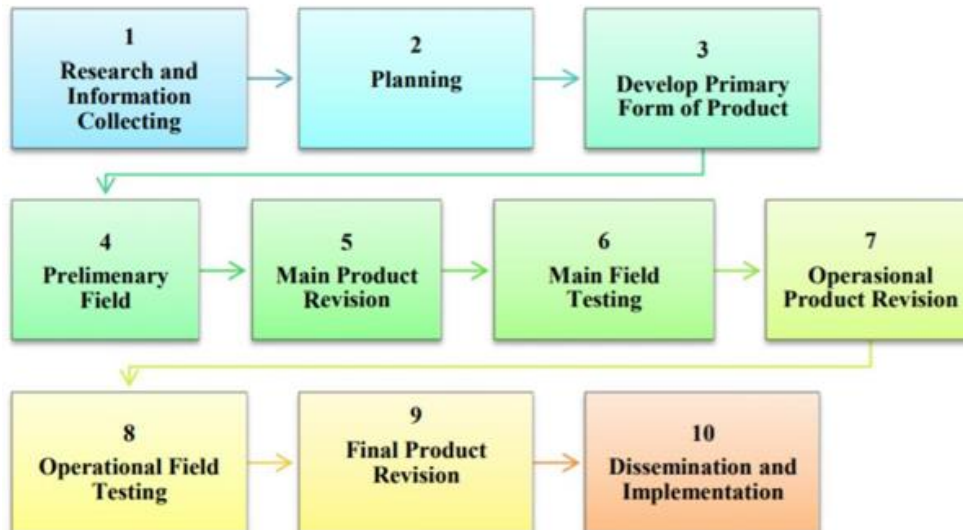 1
Research and
Information
Collecting
2
Planning
3
Develop Primary
Form of Product
4
Prelimenary
Field
5
Main Product
Revision
6
Main Field
Testing
7
Operasional
Product Revision
8
Operational Field
Testing
9
Final Product
Revision
10
Dissemination and
Implementation